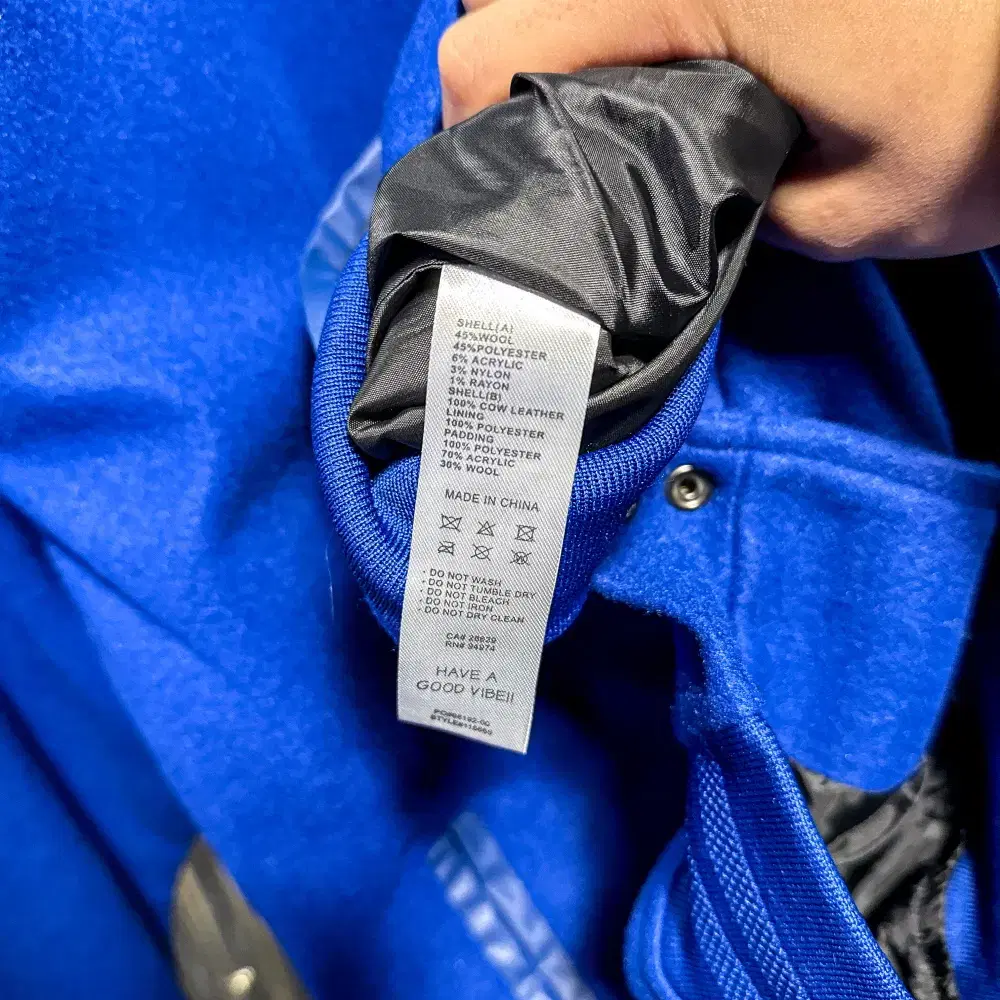 SHELL(A)
45%WOOL
45%POLYESTER
6% ACRYLIC
3% NYLON
1% RAYON
SHELL(B)
100% COW LEATHER
LINING
100% POLYESTER
PADDING
100% POLYESTER
70% ACRYLIC
30% WOOL
MADE IN CHINA
- DO NOT WASH
- DO NOT TUMBLE DRY
- DO NOT BLEACH
- DO NOT IRON
- DO NOT DRY CLEAN
CA# 26629
RN# 94974
HAVE A
GOOD VIBE!!